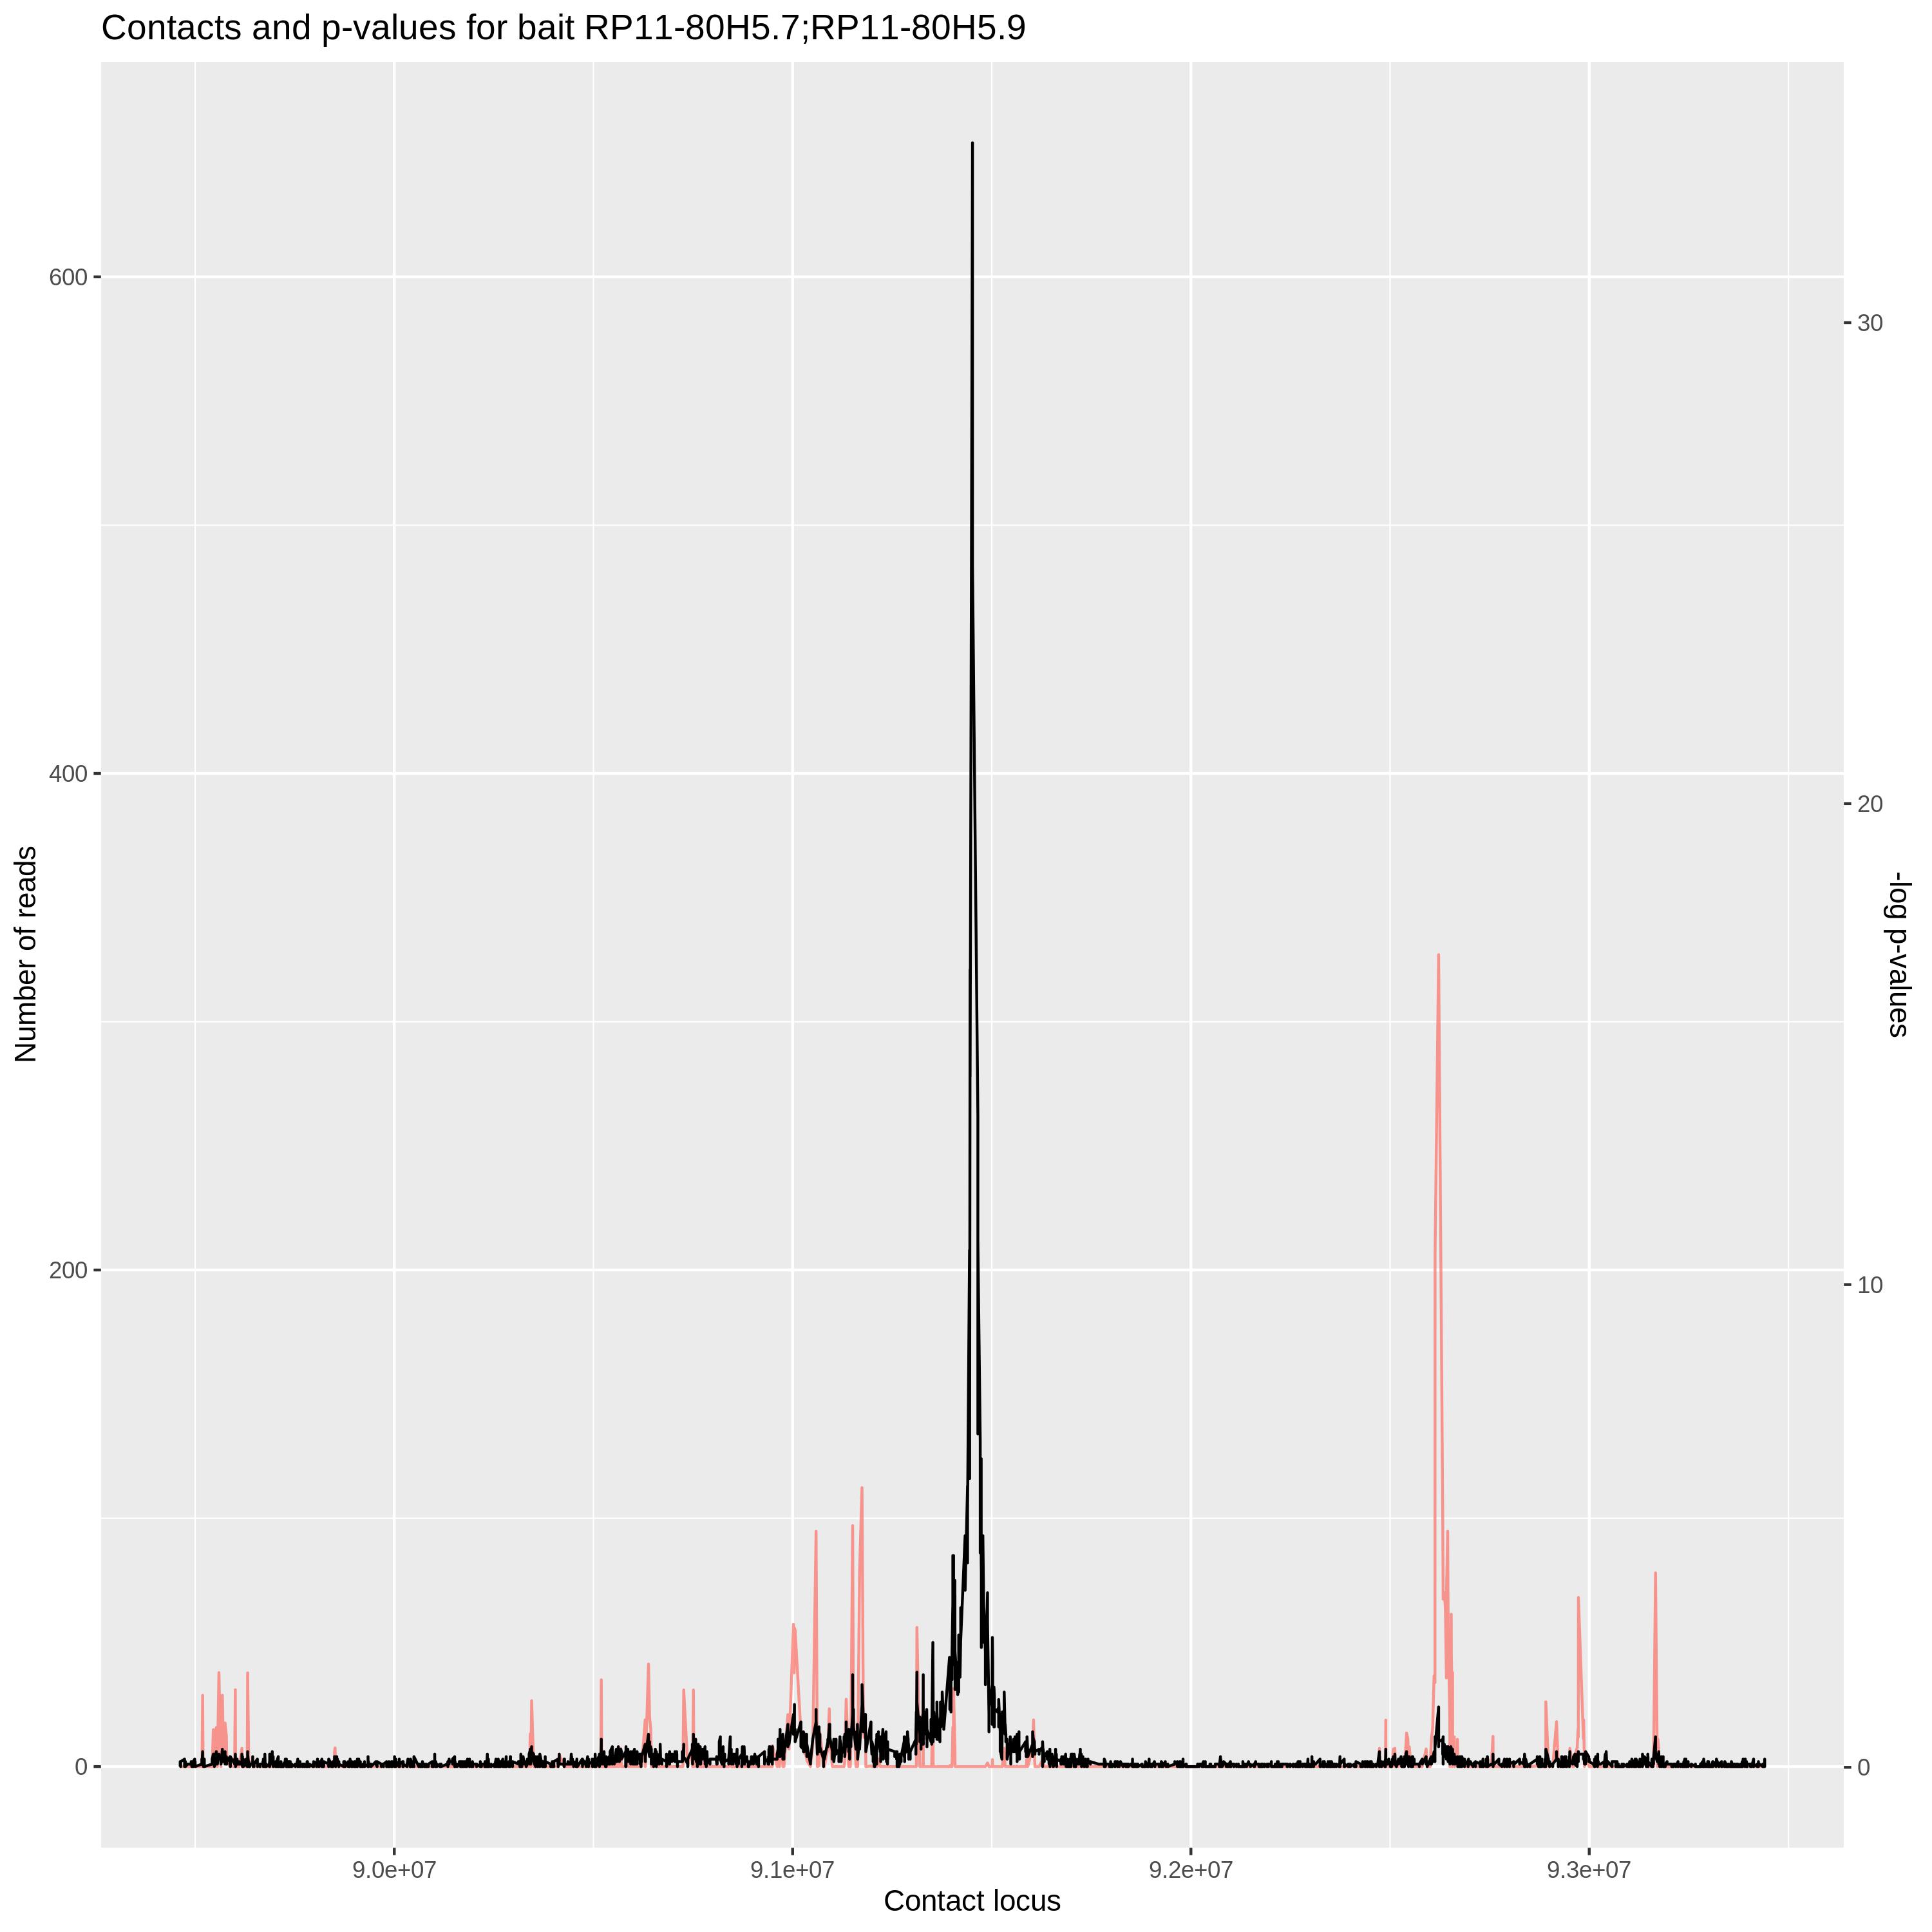 Contacts and p-values for bait RP11-80H5.7;RP11-80H5.9
600
400
200
0
Number of reads
30
20
10
0
-log p-values
9.0e+07
9.1e+07
9.2e+07
9.3e+07
Contact locus